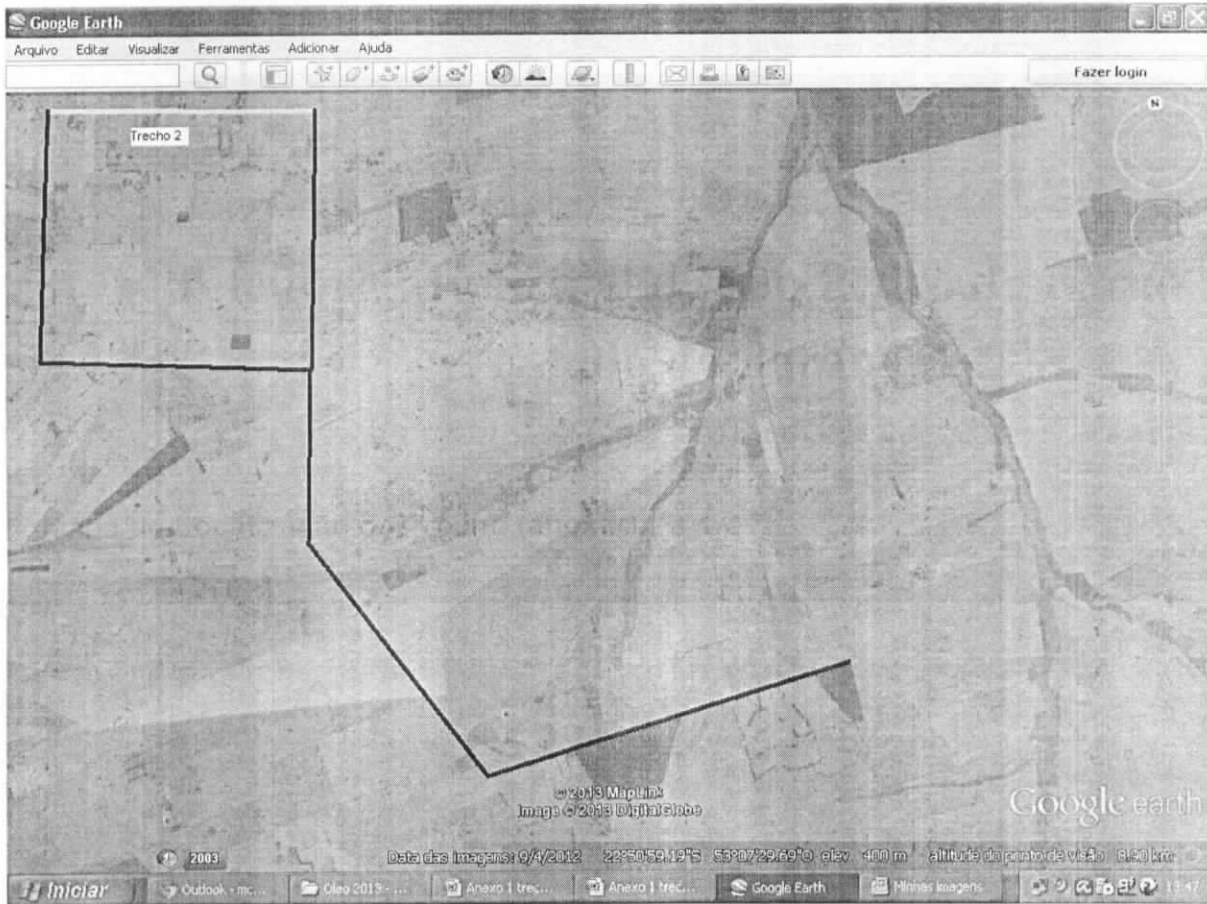 Google Earth
Arquivo Editar Visualizar Ferramentas Adicionar Ajuda
Fazer login
N
Trecho 2
© 2013 MapLink
Image © 2013 DigitalGlobe
Google earth
2003
Data das imagens: 9/4/2012 22°50'59.19"S 53°07'29.69"O elev 400 m altitude do ponto de visão 8.90 km
Iniciar Outlook - mc... Oleo 2013 - ... Anexo 1 trec... Anexo 1 trec... Google Earth Minhas imagens 13:47